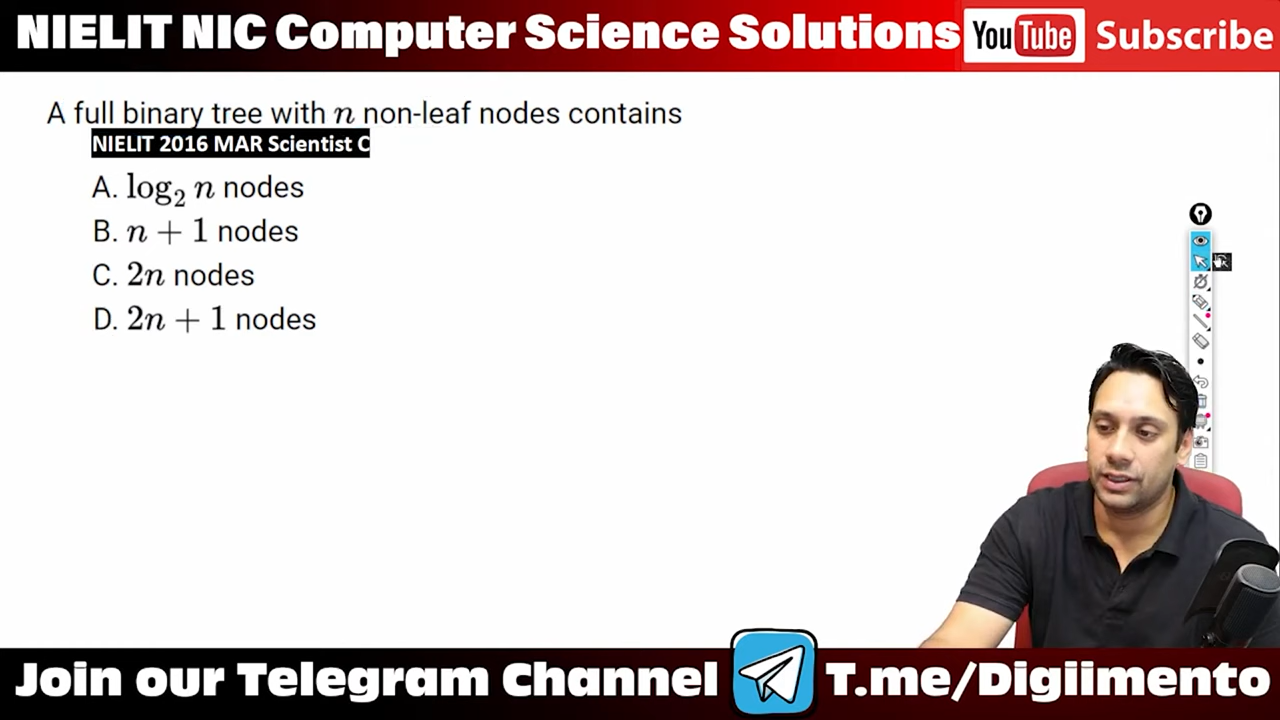 NIELIT NIC Computer Science Solutions YouTube Subscribe
A full binary tree with n non-leaf nodes contains
NIELIT 2016 MAR Scientist C
A. log₂ n nodes
B. n + 1 nodes
C. 2n nodes
D. 2n + 1 nodes
Join our Telegram Channel T.me/Digiimento